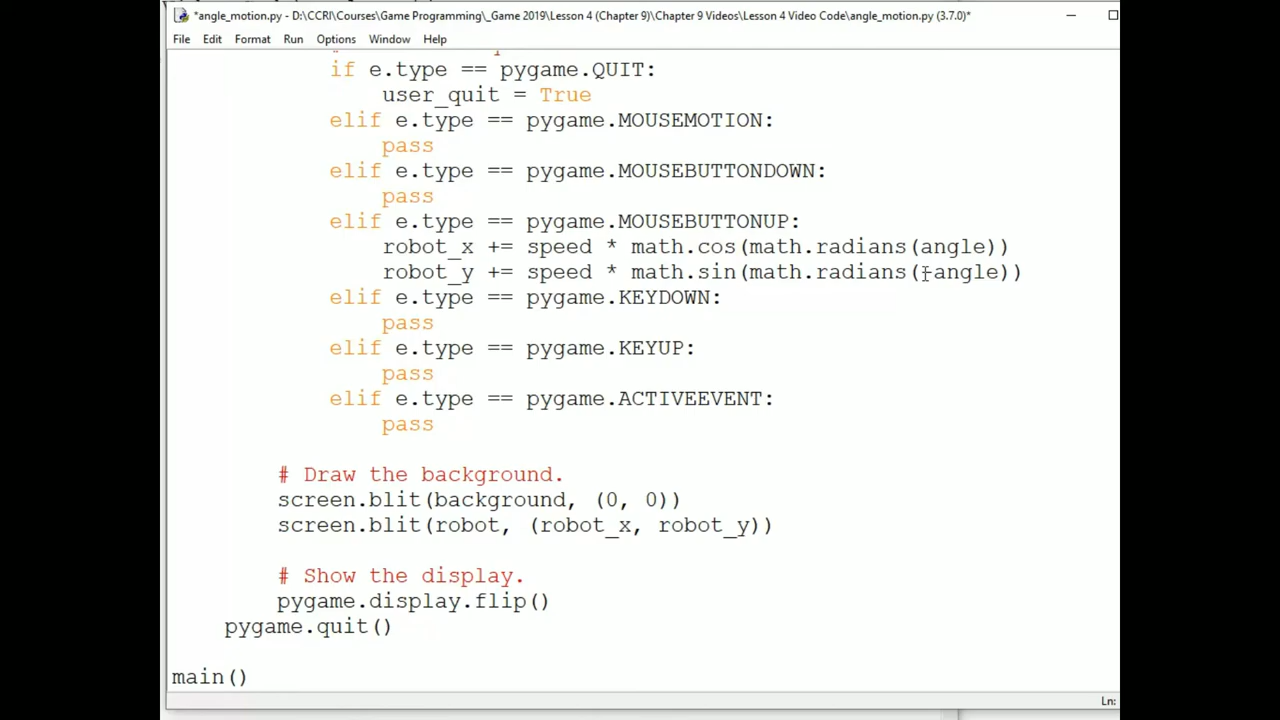 *angle_motion.py - D:\CCRI\Courses\Game Programming\_Game 2019\Lesson 4 (Chapter 9)\Chapter 9 Videos\Lesson 4 Video Code\angle_motion.py (3.7.0)*
File Edit Format Run Options Window Help
if e.type == pygame.QUIT:
user_quit = True
elif e.type == pygame.MOUSEMOTION:
pass
elif e.type == pygame.MOUSEBUTTONDOWN:
pass
elif e.type == pygame.MOUSEBUTTONUP:
robot_x += speed * math.cos(math.radians(angle))
robot_y += speed * math.sin(math.radians(-angle))
elif e.type == pygame.KEYDOWN:
pass
elif e.type == pygame.KEYUP:
pass
elif e.type == pygame.ACTIVEEVENT:
pass
# Draw the background.
screen.blit(background, (0, 0))
screen.blit(robot, (robot_x, robot_y))
# Show the display.
pygame.display.flip()
pygame.quit()
main()
Ln: